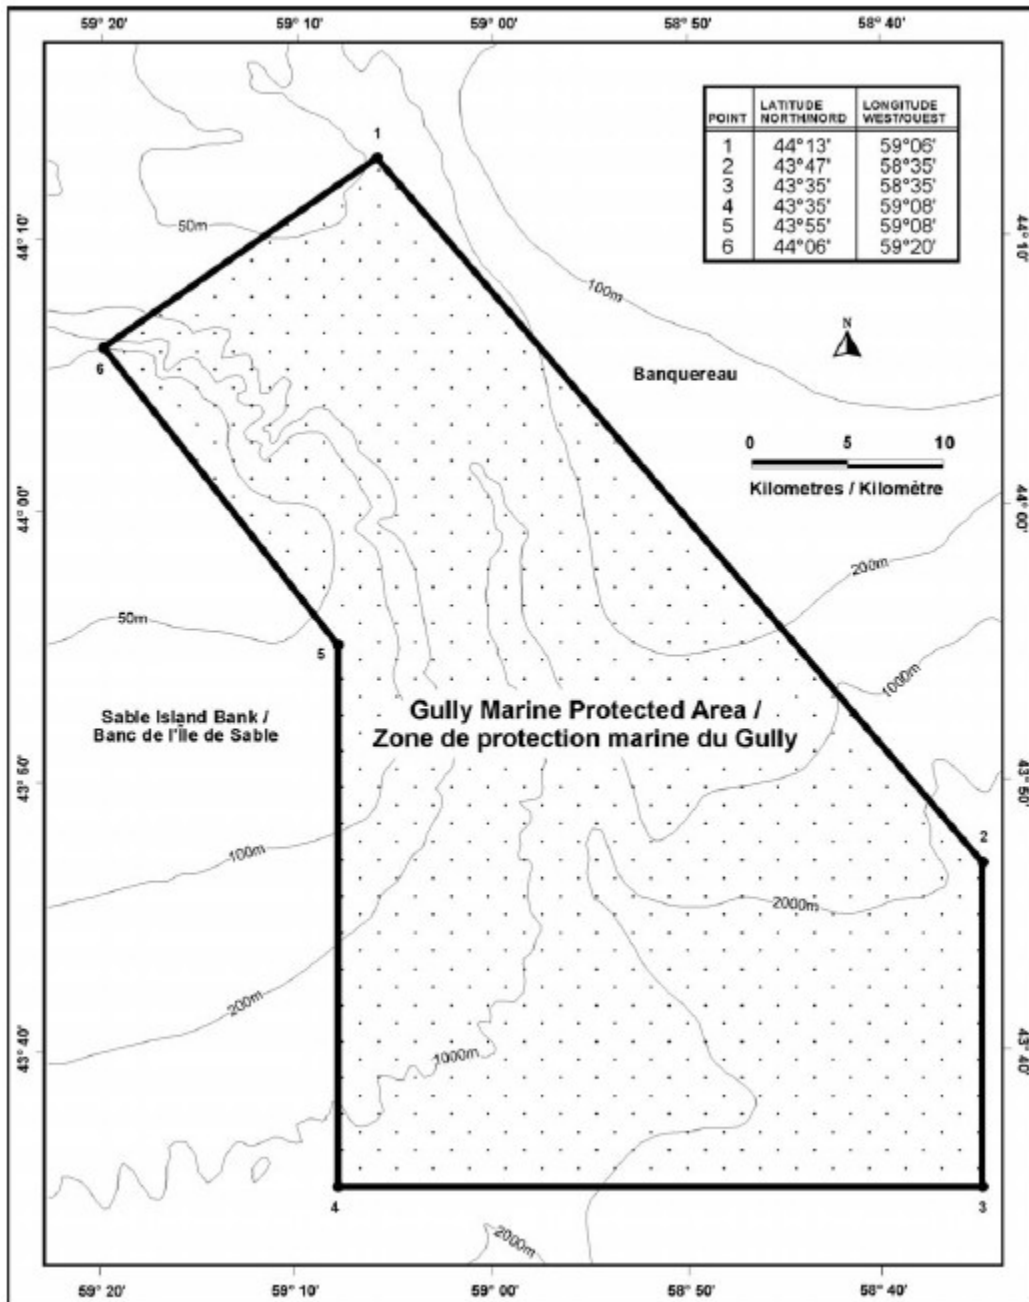 59° 20' 59° 10' 59° 00' 58° 50' 58° 40'
POINT LATITUDE NORTH/NORD LONGITUDE WEST/OUEST
1 44°13' 59°06'
2 43°47' 58°35'
3 43°35' 58°35'
4 43°35' 59°08'
5 43°55' 59°08'
6 44°06' 59°20'
1
50m
44° 10'
44° 10'
100m
N
6
Banquereau
0 5 10
Kilometres / Kilomètre
44° 00'
44° 00'
200m
50m
5
1000m
Sable Island Bank /
Banc de l'Île de Sable
Gully Marine Protected Area /
Zone de protection marine du Gully
43° 50'
43° 50'
2
100m
2000m
200m
43° 40'
43° 40'
1000m
4
3
2000m
59° 20' 59° 10' 59° 00' 58° 50' 58° 40'